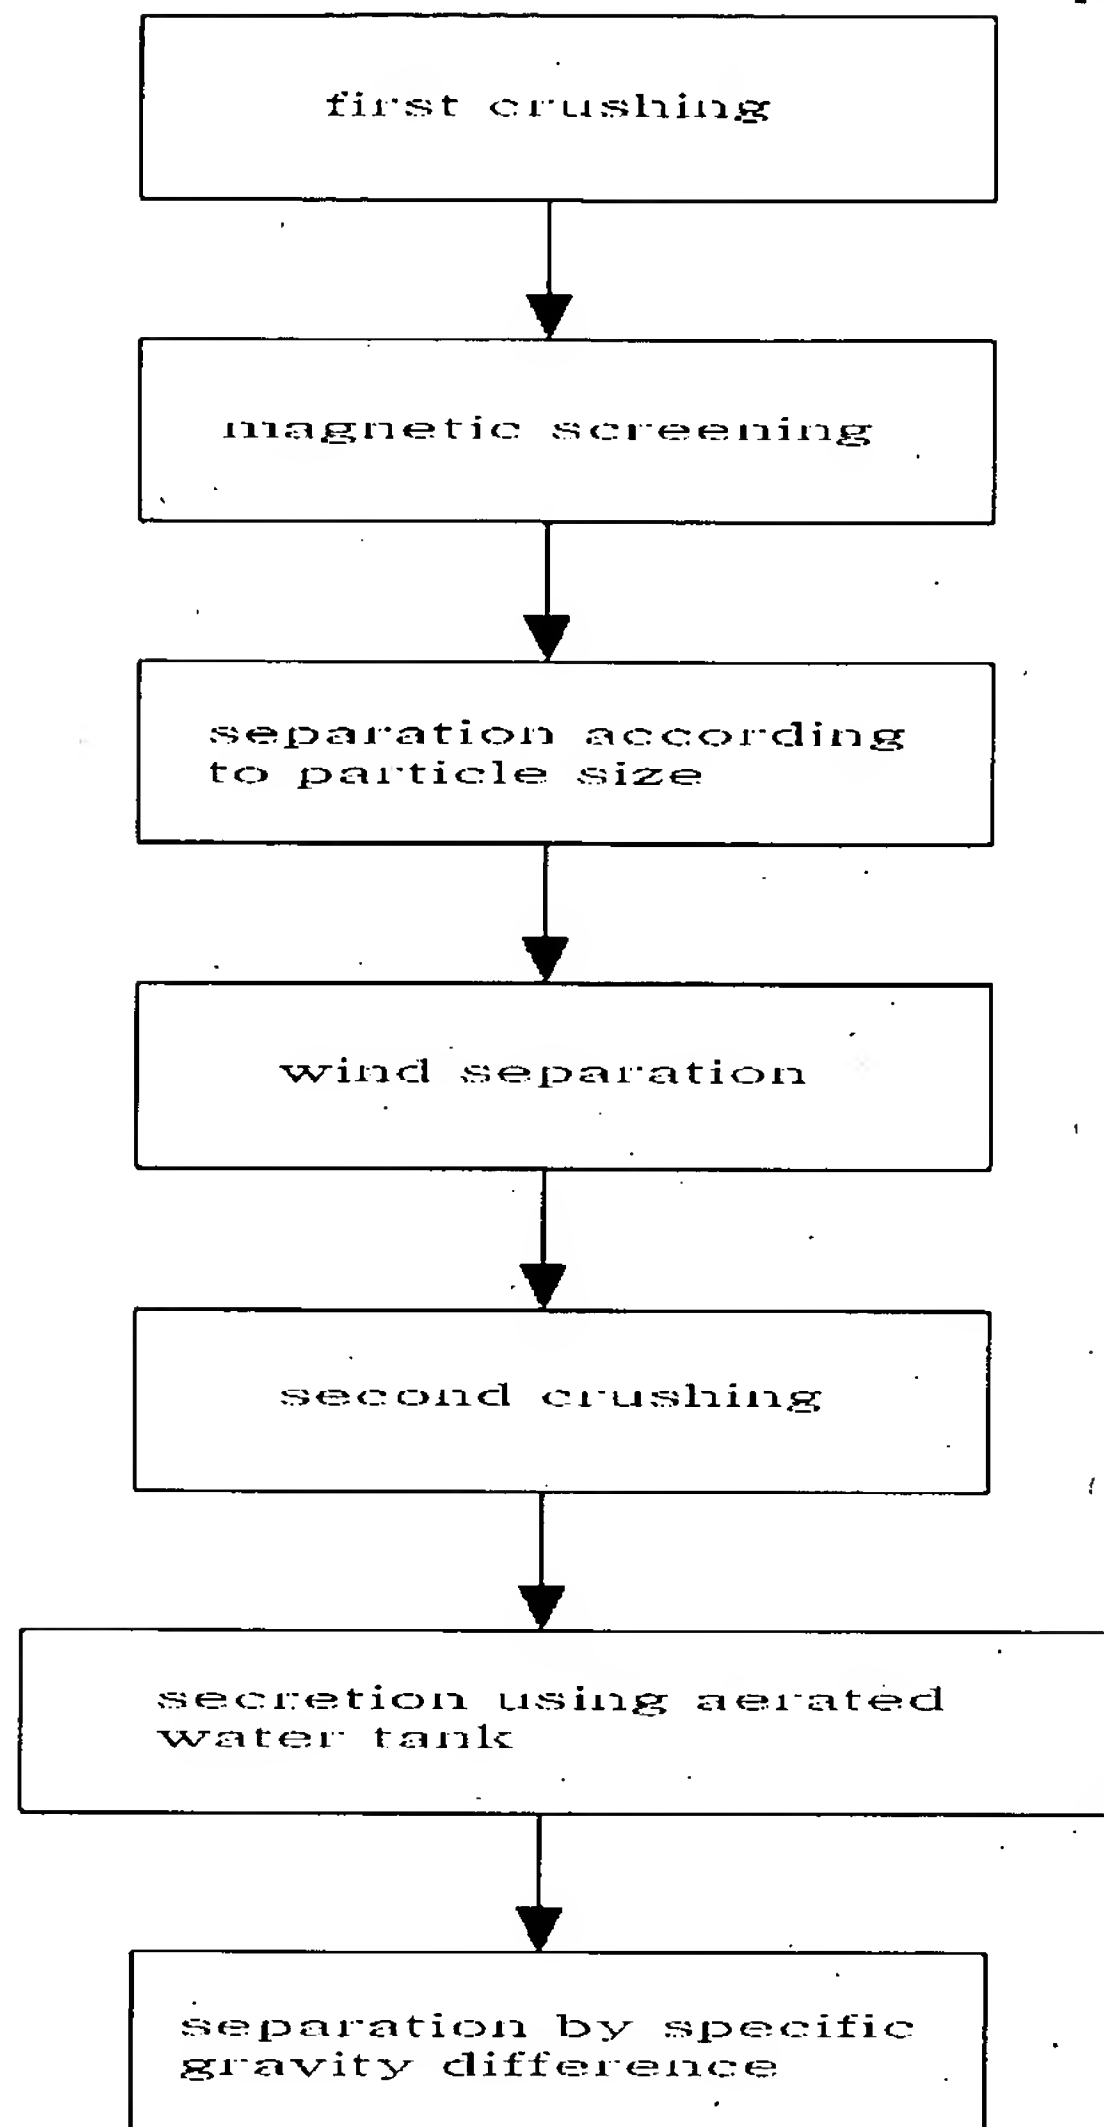 first crushing
magnetic screening
separation according
to particle size
wind separation
second crushing
secretion using aerated
water tank
separation by specific
gravity difference